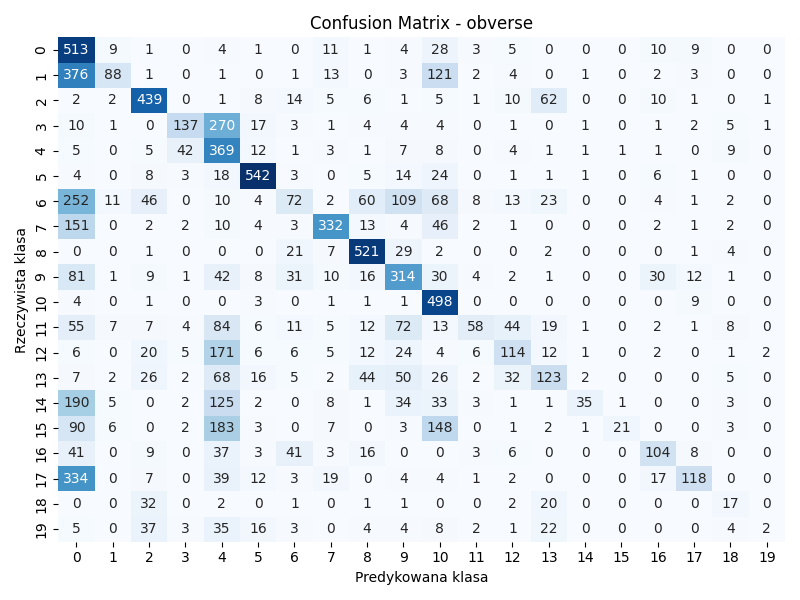 Confusion Matrix - obverse
Rzeczywista klasa
0 513 9 1 0 4 1 0 11 1 4 28 3 5 0 0 0 10 9 0 0
1 376 88 1 0 1 0 1 13 0 3 121 2 4 0 1 0 2 3 0 0
2 2 2 439 0 1 8 14 5 6 1 5 1 10 62 0 0 10 1 0 1
3 10 1 0 137 270 17 3 1 4 4 4 0 1 0 1 0 1 2 5 1
4 5 0 5 42 369 12 1 3 1 7 8 0 4 1 1 1 0 0 9 0
5 4 0 8 3 18 542 3 0 5 14 24 0 1 1 1 0 6 1 0 0
6 252 11 46 0 10 4 72 2 60 109 68 8 13 23 0 0 4 1 2 0
7 151 0 2 2 10 4 3 332 13 4 46 2 1 0 0 0 2 1 2 0
8 0 0 1 0 0 0 21 7 521 29 2 0 0 2 0 0 0 1 4 0
9 81 1 9 1 42 8 31 10 16 314 30 4 2 1 0 0 30 12 1 0
10 4 0 1 0 0 3 0 1 1 1 498 0 0 0 0 0 0 9 0 0
11 55 7 7 4 84 6 11 5 12 72 13 58 44 19 0 0 2 1 8 0
12 6 0 20 5 171 6 6 5 12 24 4 6 114 12 1 0 2 0 1 2
13 7 2 26 2 68 16 5 2 44 50 26 2 32 123 2 0 0 0 5 0
14 190 5 0 2 125 2 0 8 1 34 33 3 1 1 35 1 0 0 3 0
15 90 6 0 2 183 3 0 7 0 3 148 0 1 2 1 21 0 0 3 0
16 41 0 9 0 37 3 41 3 16 0 0 3 6 0 0 0 104 8 0 0
17 334 0 7 0 39 12 3 19 0 4 4 1 2 0 0 0 17 118 0 0
18 0 0 32 0 2 0 1 0 1 1 0 0 2 20 0 0 0 0 17 0
19 5 0 37 3 35 16 3 0 4 4 8 2 1 22 0 0 0 0 4 2
0 1 2 3 4 5 6 7 8 9 10 11 12 13 14 15 16 17 18 19
Predykowana klasa